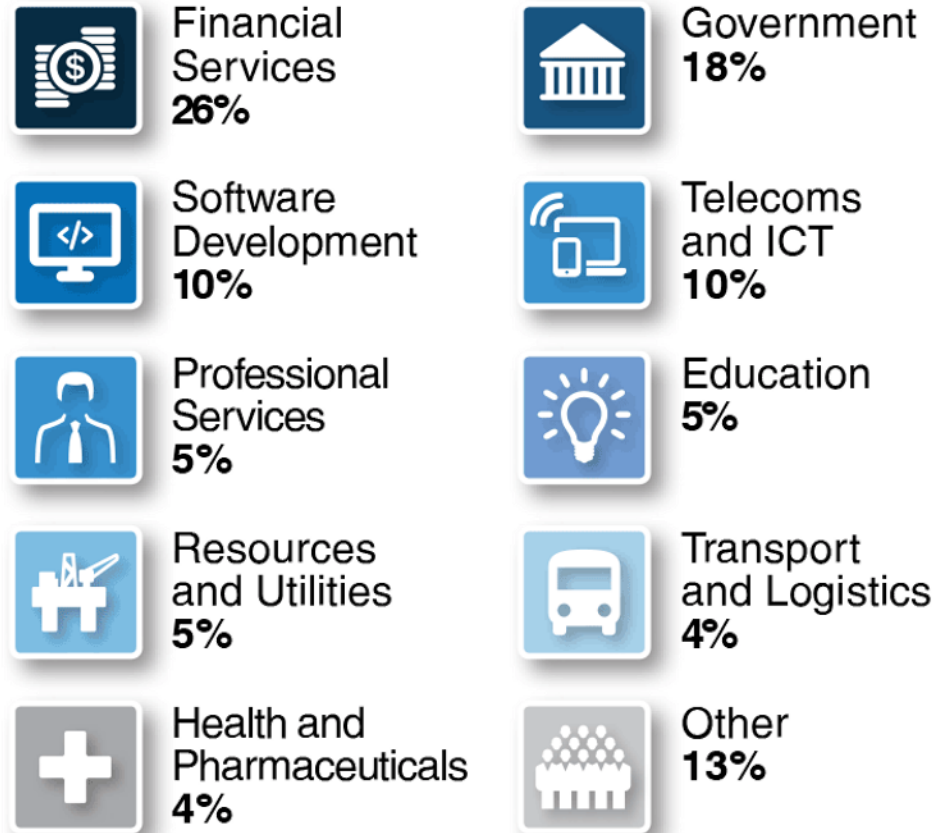 Financial
Services
26%
Government
18%
$
</>
Software
Development
10%
Telecoms
and ICT
10%
Professional
Services
5%
Education
5%
Resources
and Utilities
5%
Transport
and Logistics
4%
Health and
Pharmaceuticals
4%
Other
13%